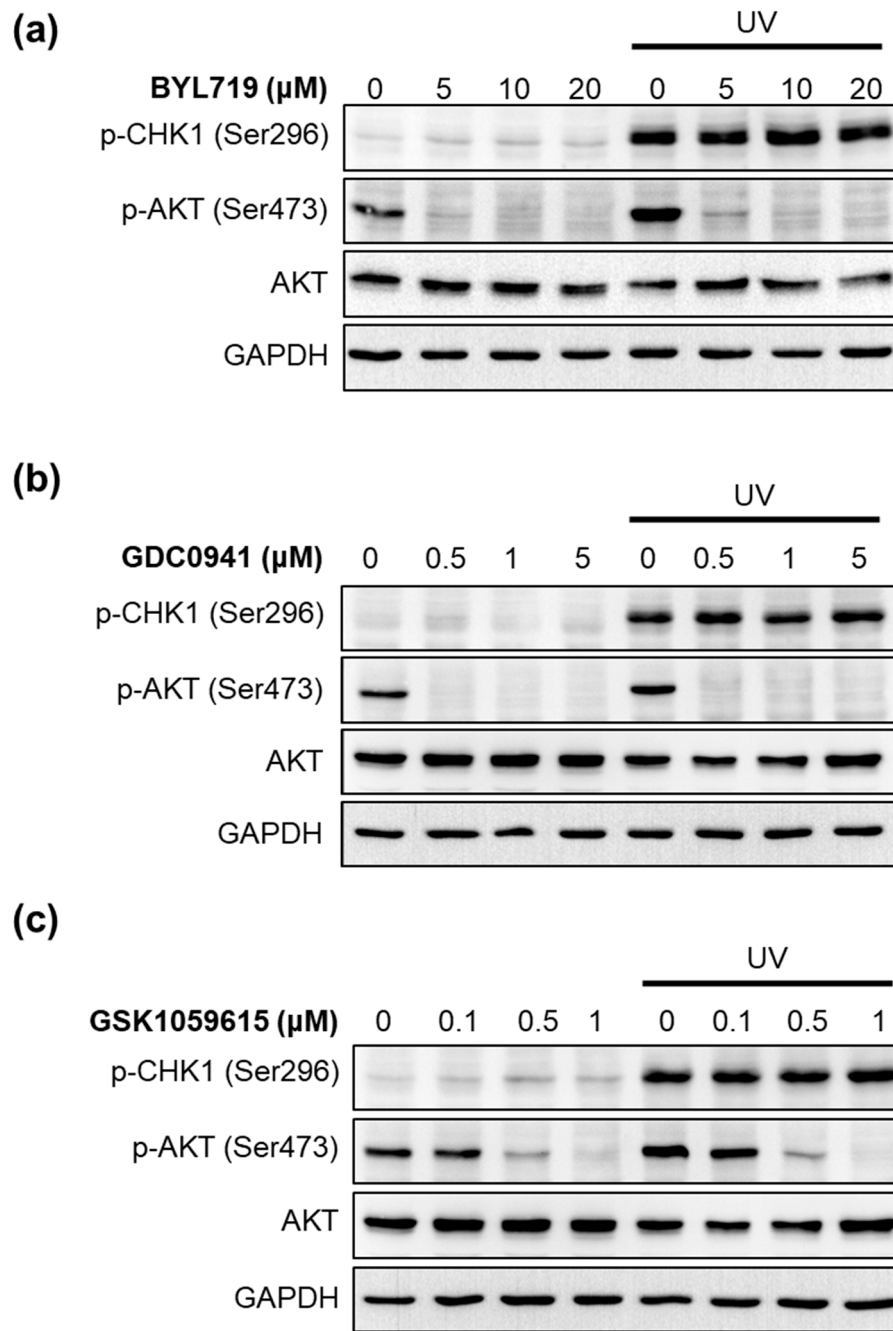 (a)
UV
BYL719 (µM) 0 5 10 20 0 5 10 20
p-CHK1 (Ser296)
p-AKT (Ser473)
AKT
GAPDH
(b)
UV
GDC0941 (µM) 0 0.5 1 5 0 0.5 1 5
p-CHK1 (Ser296)
p-AKT (Ser473)
AKT
GAPDH
(c)
UV
GSK1059615 (µM) 0 0.1 0.5 1 0 0.1 0.5 1
p-CHK1 (Ser296)
p-AKT (Ser473)
AKT
GAPDH